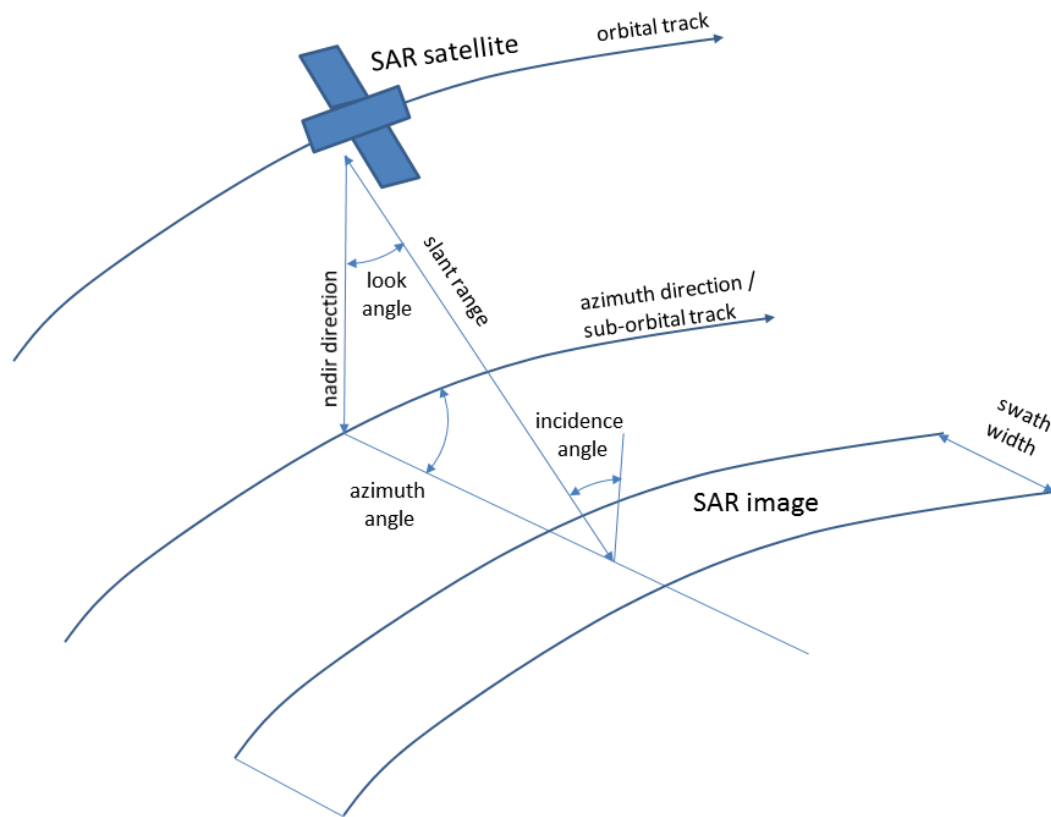 SAR satellite
orbital track
look
angle
slant range
nadir direction
azimuth direction /
sub-orbital track
incidence
angle
swath
width
azimuth
angle
SAR image